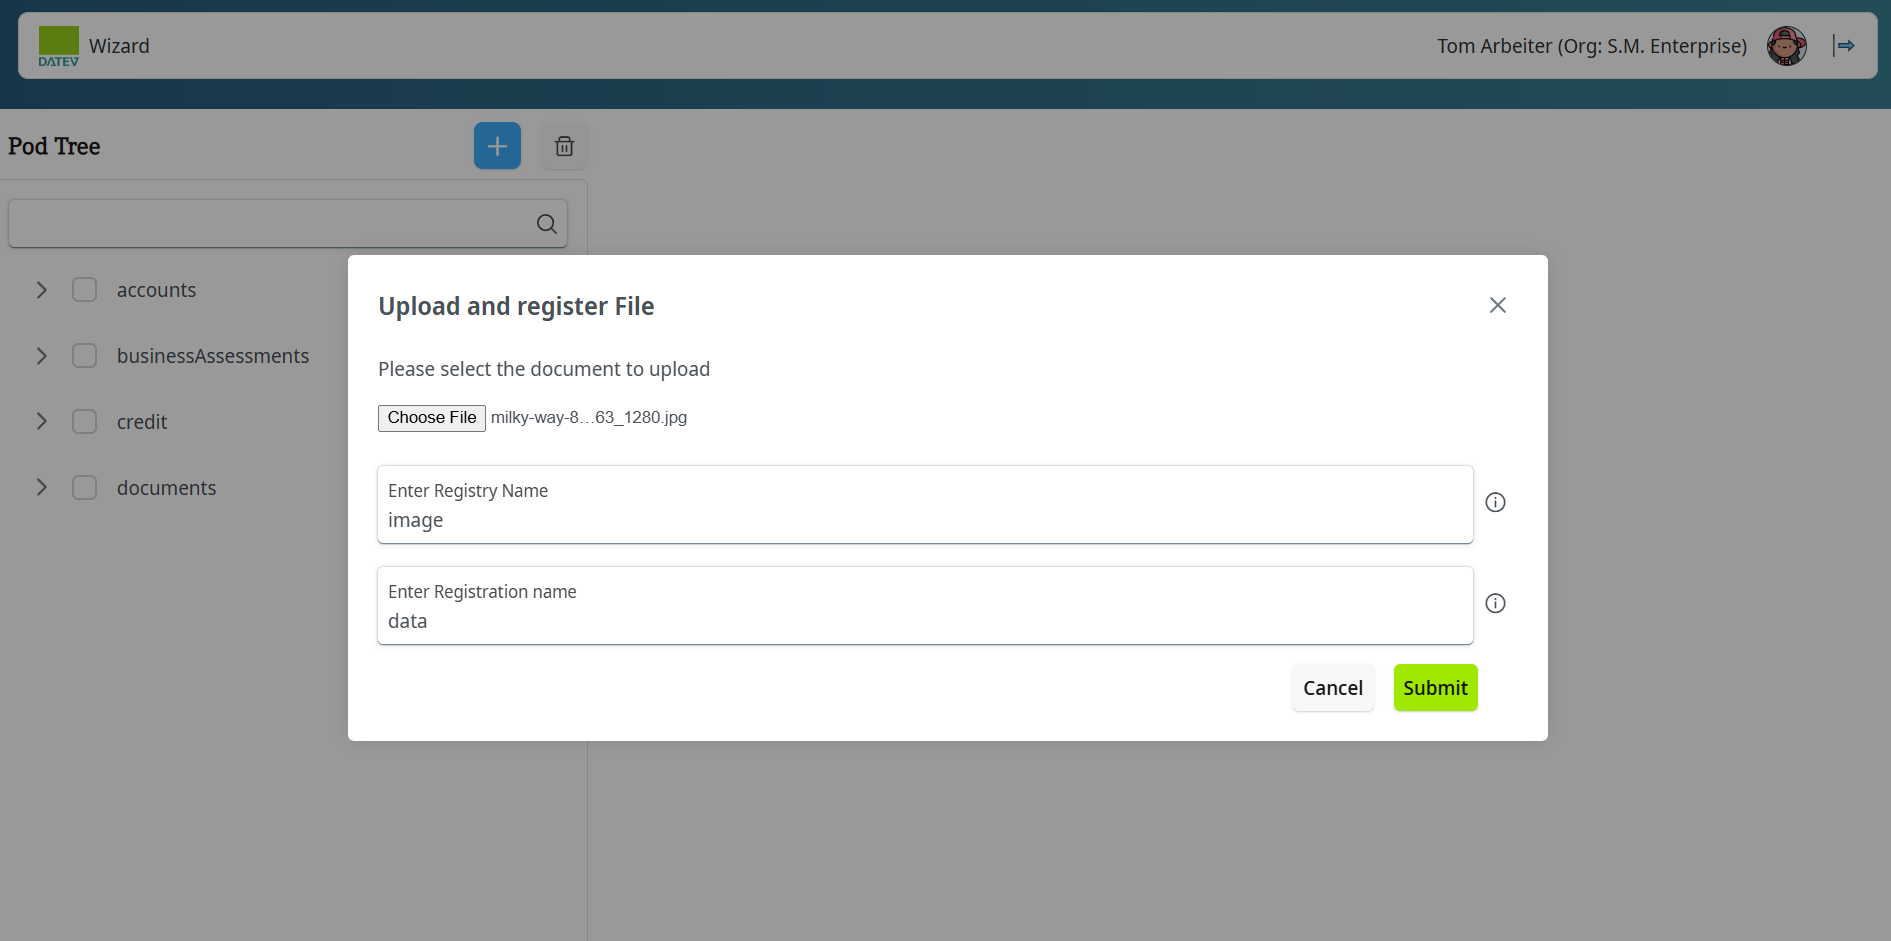 DATEV
Wizard
Tom Arbeiter (Org: S.M. Enterprise)
Pod Tree
accounts
businessAssessments
credit
documents
Upload and register File
Please select the document to upload
Choose File milky-way-8…63_1280.jpg
Enter Registry Name
image
Enter Registration name
data
Cancel
Submit